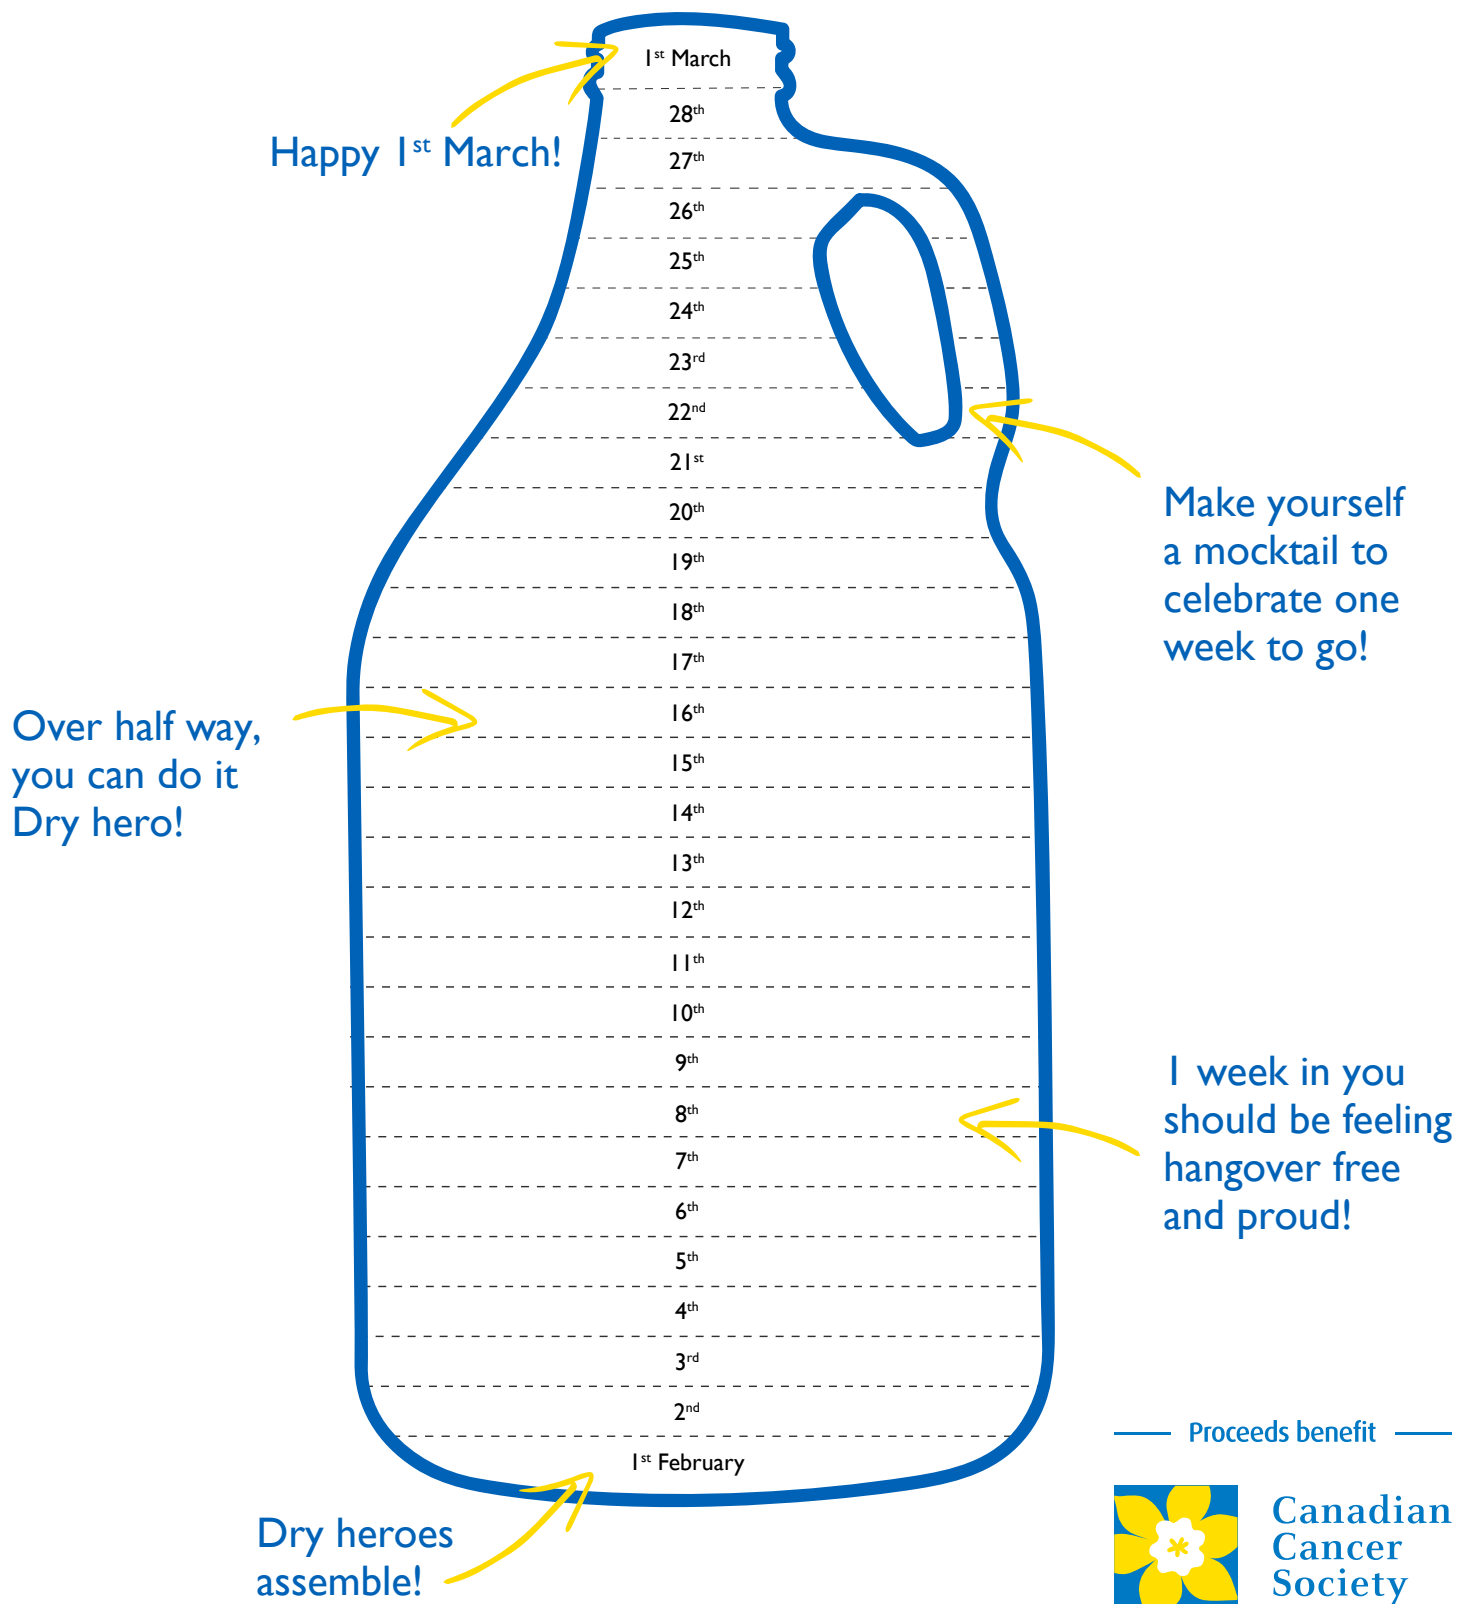 1st March
Happy 1st March!
28th
27th
26th
25th
24th
23rd
22nd
Make yourself
a mocktail to
celebrate one
week to go!
21st
20th
19th
18th
17th
16th
Over half way,
you can do it
Dry hero!
15th
14th
13th
12th
11th
10th
9th
8th
1 week in you
should be feeling
hangover free
and proud!
7th
6th
5th
4th
3rd
2nd
1st February
Dry heroes
assemble!
Proceeds benefit
Canadian
Cancer
Society